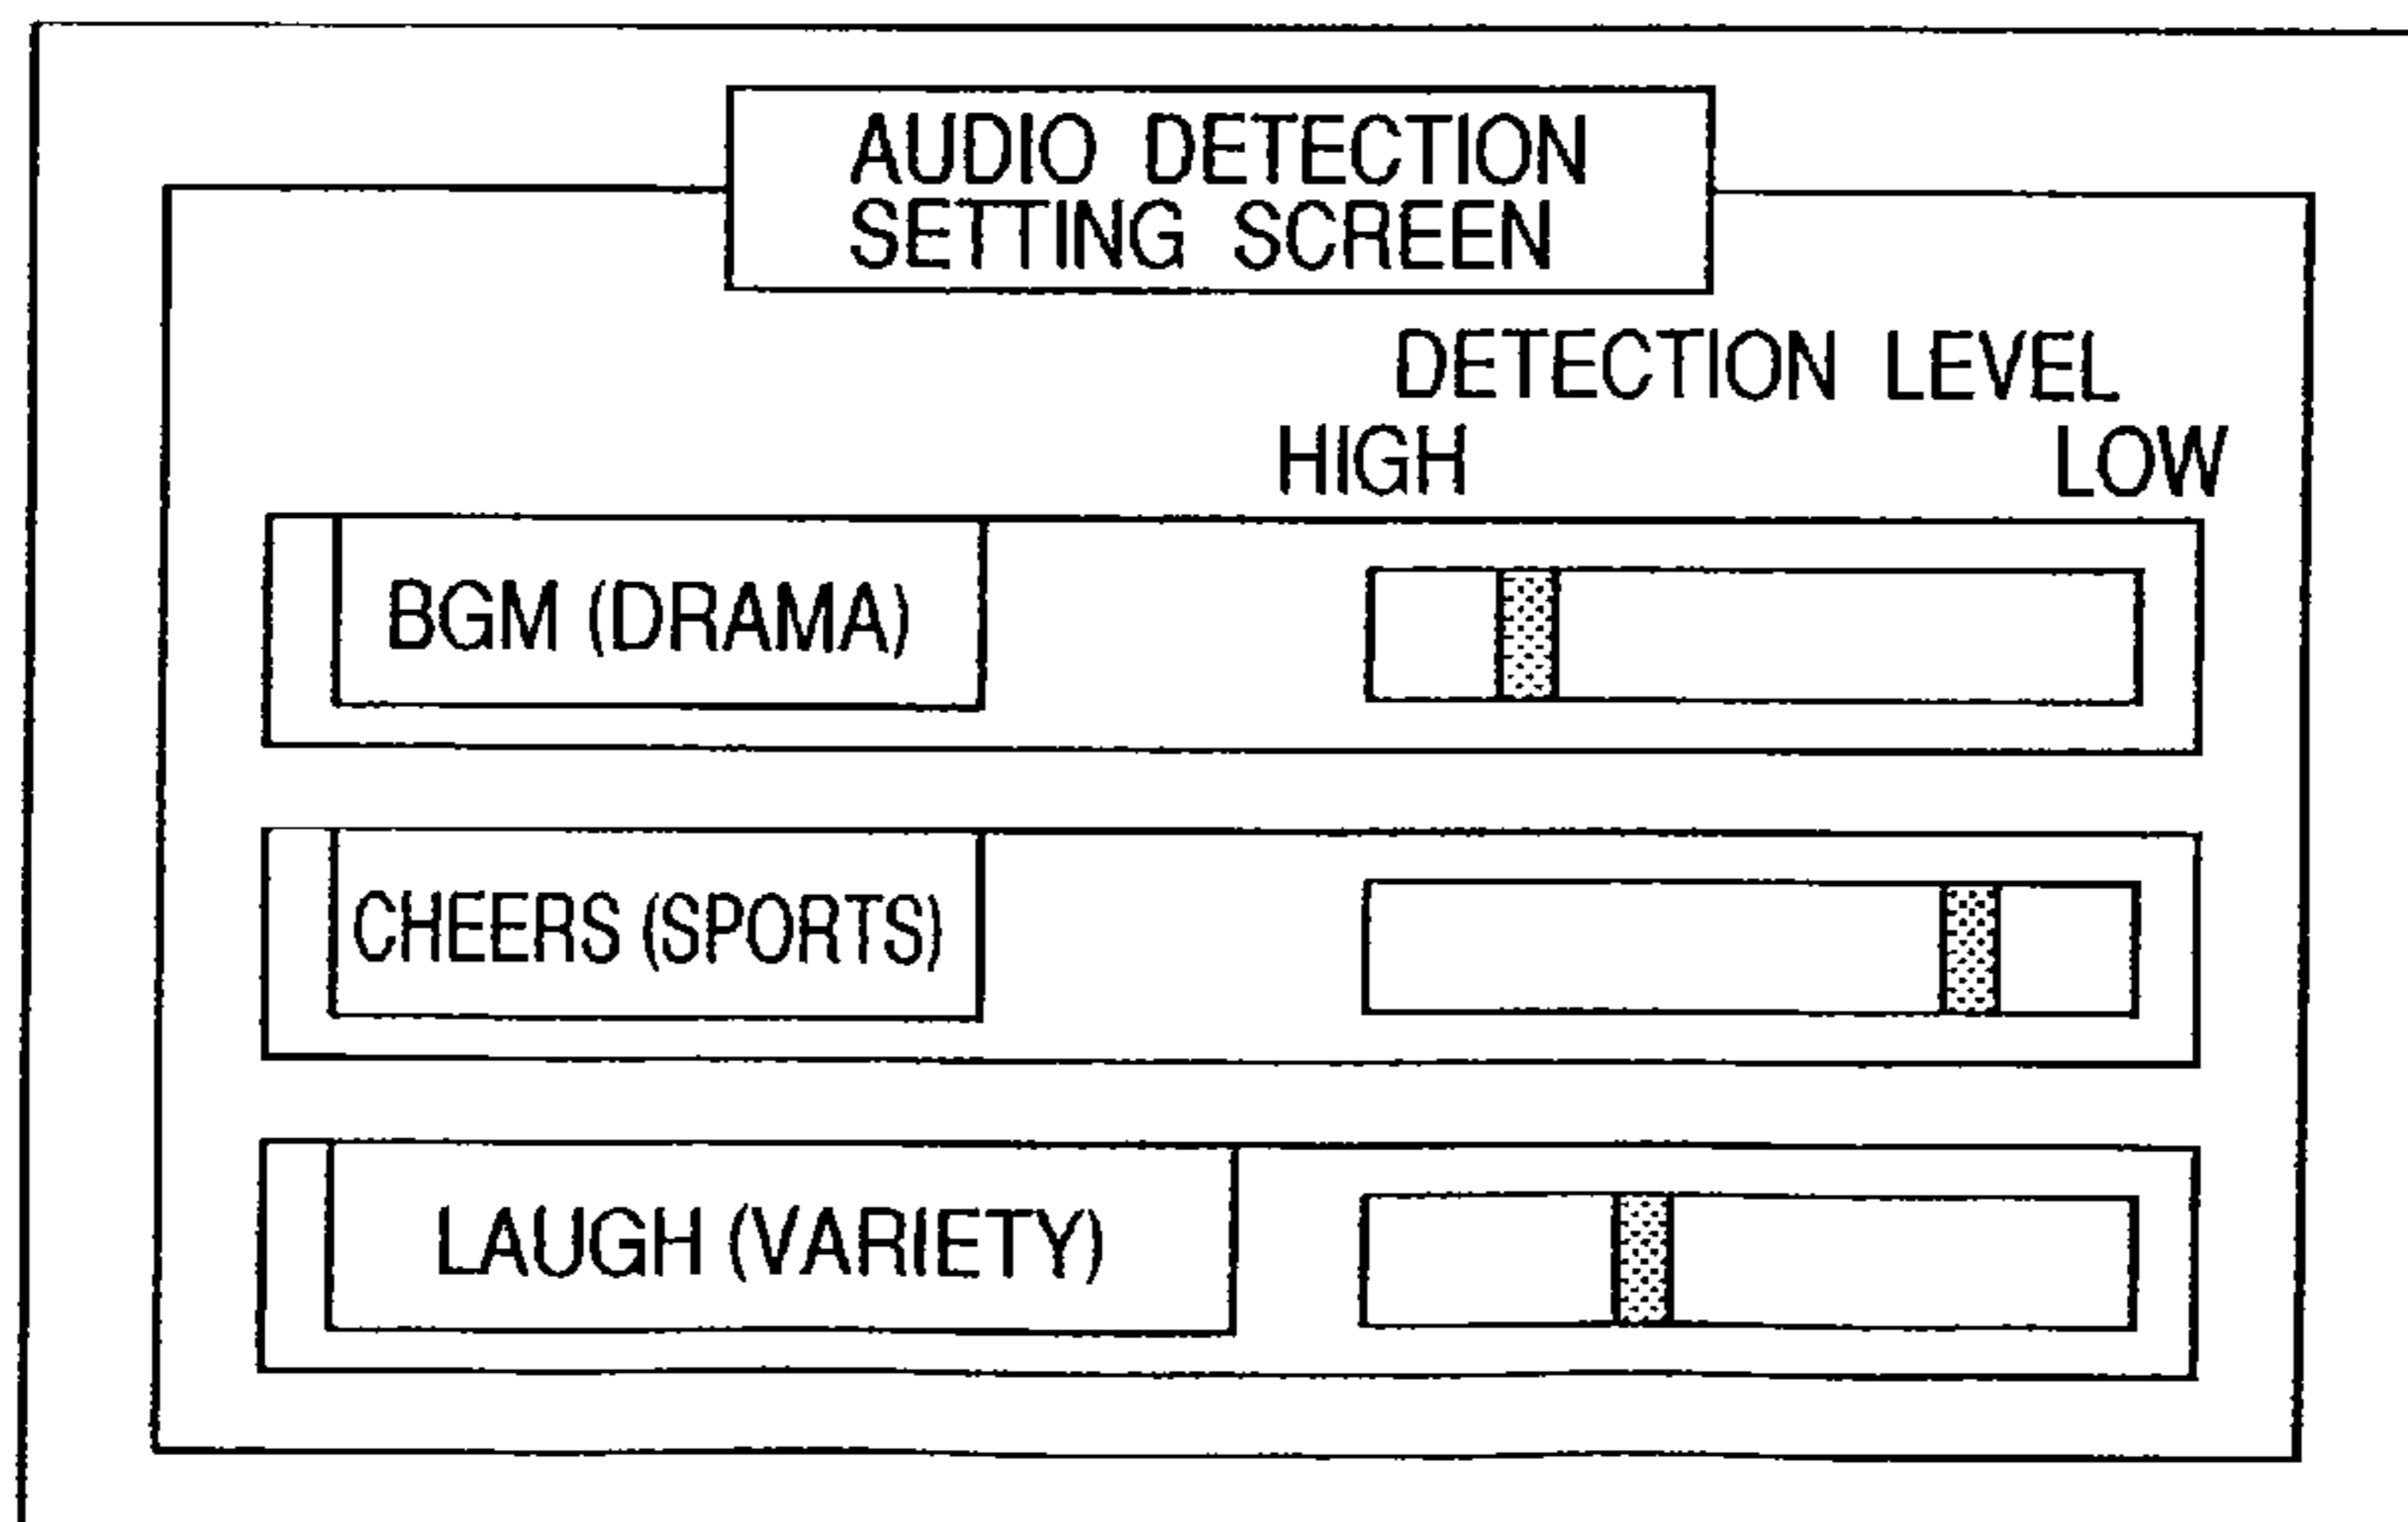 AUDIO DETECTION
SETTING SCREEN
DETECTION LEVEL
HIGH LOW
BGM (DRAMA)
CHEERS (SPORTS)
LAUGH (VARIETY)